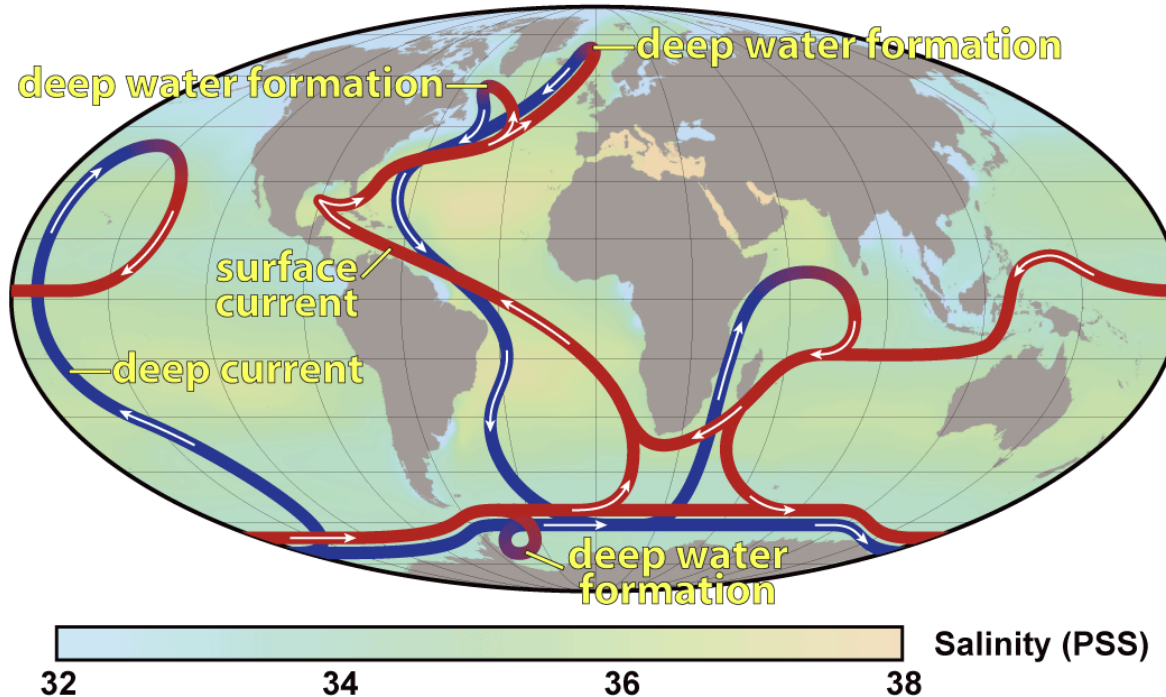 deep water formation
deep water formation
surface
current
deep current
deep water
formation
Salinity (PSS)
32
34
36
38